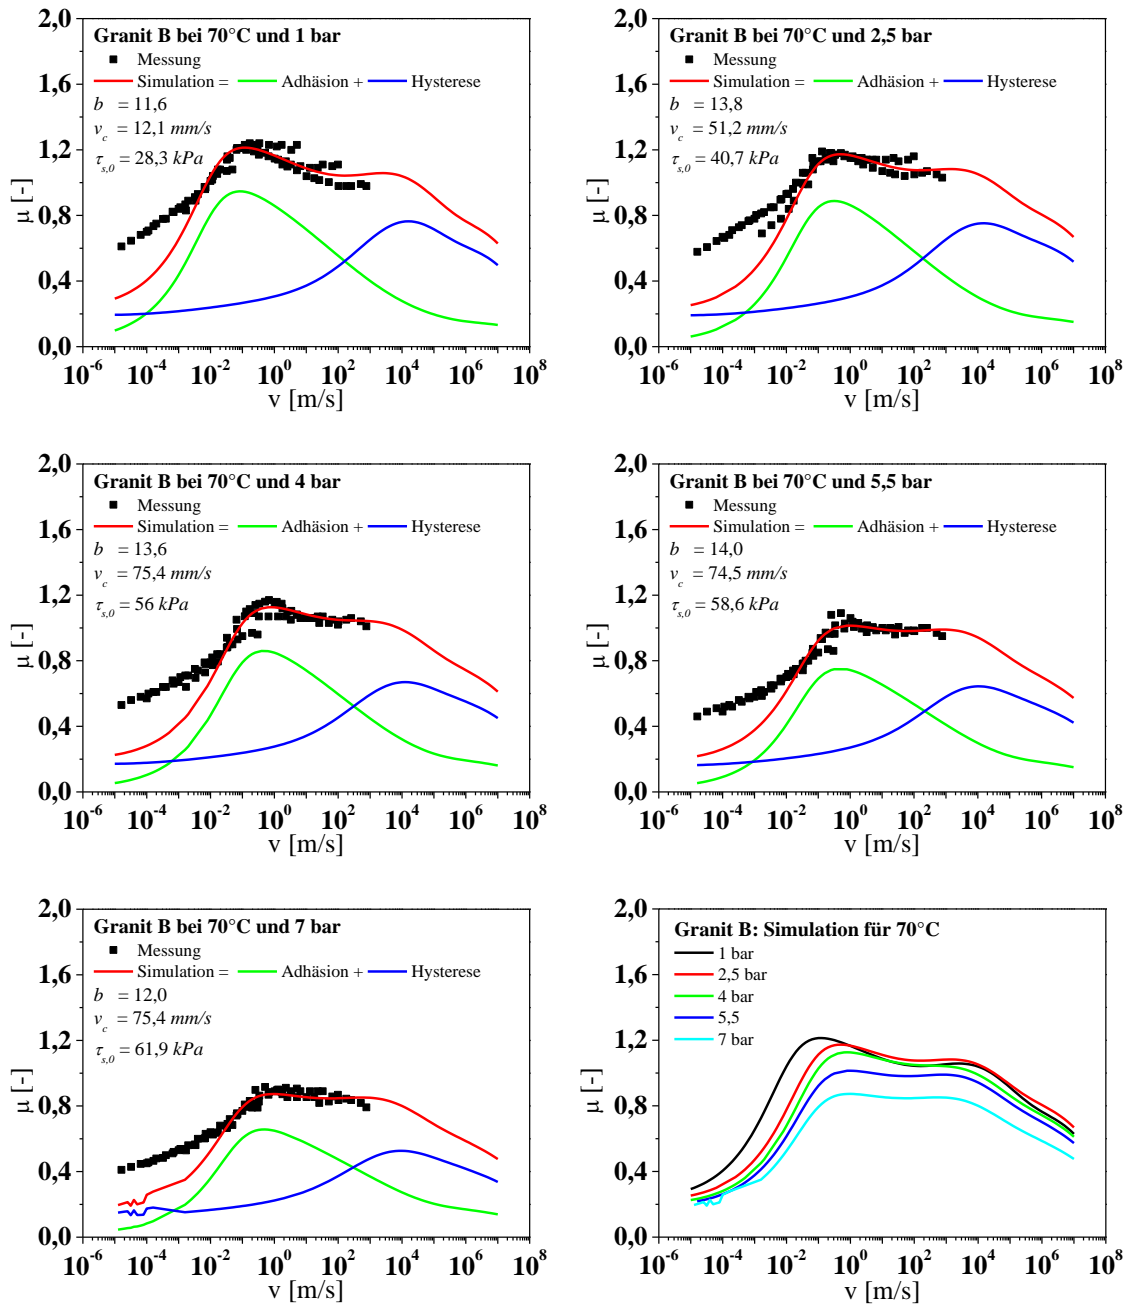 Granit B bei 70°C und 1 bar
Messung
Simulation = Adhäsion + Hysterese
b = 11,6
v_c = 12,1 mm/s
τ_s,0 = 28,3 kPa
2,0
1,6
1,2
0,8
0,4
0,0
μ [-]
10^-6 10^-4 10^-2 10^0 10^2 10^4 10^6 10^8
v [m/s]
Granit B bei 70°C und 2,5 bar
Messung
Simulation = Adhäsion + Hysterese
b = 13,8
v_c = 51,2 mm/s
τ_s,0 = 40,7 kPa
2,0
1,6
1,2
0,8
0,4
0,0
μ [-]
10^-6 10^-4 10^-2 10^0 10^2 10^4 10^6 10^8
v [m/s]
Granit B bei 70°C und 4 bar
Messung
Simulation = Adhäsion + Hysterese
b = 13,6
v_c = 75,4 mm/s
τ_s,0 = 56 kPa
2,0
1,6
1,2
0,8
0,4
0,0
μ [-]
10^-6 10^-4 10^-2 10^0 10^2 10^4 10^6 10^8
v [m/s]
Granit B bei 70°C und 5,5 bar
Messung
Simulation = Adhäsion + Hysterese
b = 14,0
v_c = 74,5 mm/s
τ_s,0 = 58,6 kPa
2,0
1,6
1,2
0,8
0,4
0,0
μ [-]
10^-6 10^-4 10^-2 10^0 10^2 10^4 10^6 10^8
v [m/s]
Granit B bei 70°C und 7 bar
Messung
Simulation = Adhäsion + Hysterese
b = 12,0
v_c = 75,4 mm/s
τ_s,0 = 61,9 kPa
2,0
1,6
1,2
0,8
0,4
0,0
μ [-]
10^-6 10^-4 10^-2 10^0 10^2 10^4 10^6 10^8
v [m/s]
Granit B: Simulation für 70°C
1 bar
2,5 bar
4 bar
5,5
7 bar
2,0
1,6
1,2
0,8
0,4
0,0
μ [-]
10^-6 10^-4 10^-2 10^0 10^2 10^4 10^6 10^8
v [m/s]